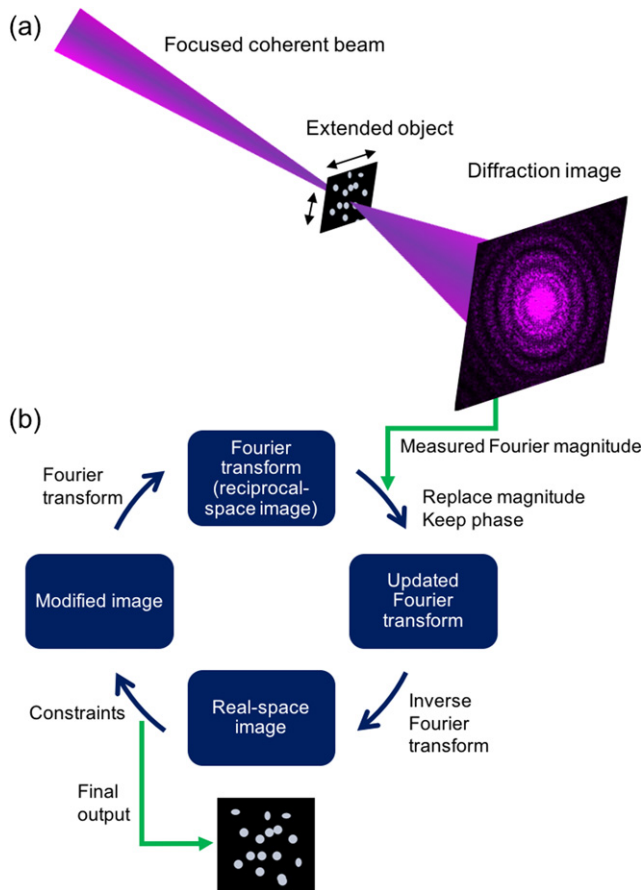 (a)
Focused coherent beam
Extended object
Diffraction image
(b)
Measured Fourier magnitude
Fourier
transform
(reciprocal-
space image)
Fourier
transform
Replace magnitude
Keep phase
Modified image
Updated
Fourier
transform
Constraints
Real-space
image
Inverse
Fourier
transform
Final
output